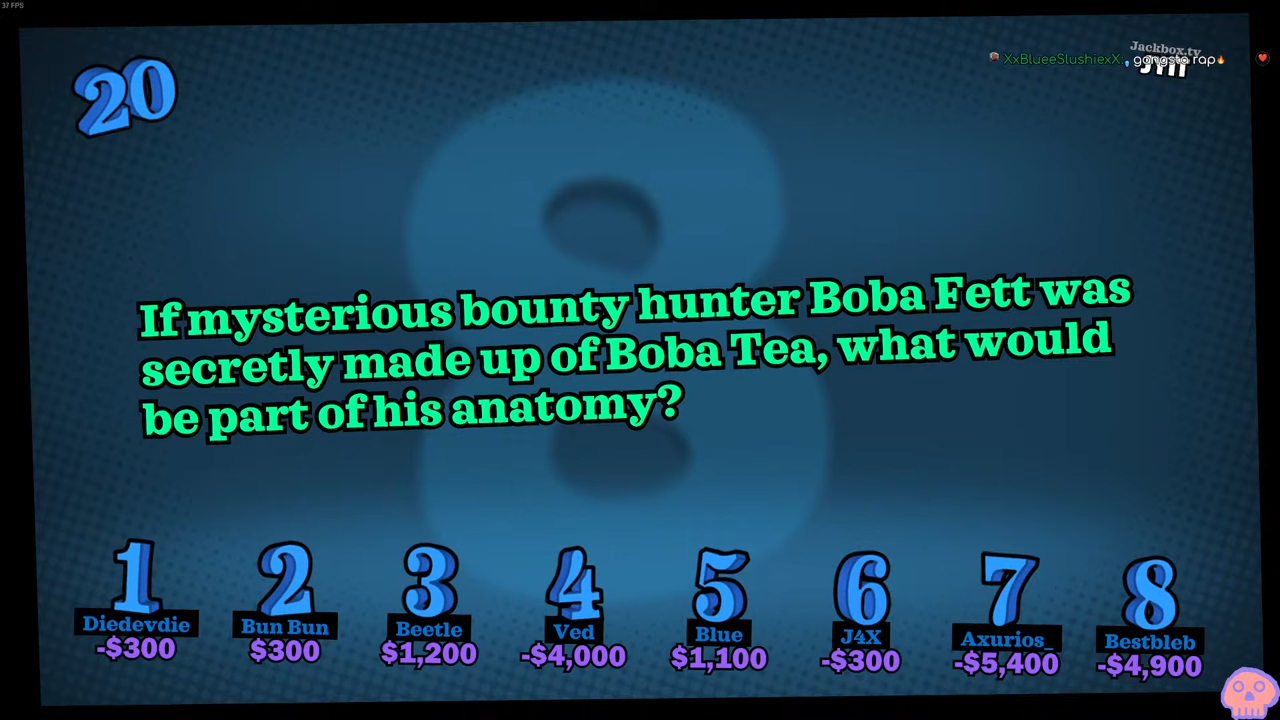 37 FPS
Jackbox.tv
XxBlueeSlushiexX: gangsta rap
20
If mysterious bounty hunter Boba Fett was
secretly made up of Boba Tea, what would
be part of his anatomy?
1 2 3 4 5 6 7 8
Diedevdie Bun Bun Beetle Ved Blue J4X Axurios_ Bestbleb
-$300 $300 $1,200 -$4,000 $1,100 -$300 -$5,400 -$4,900